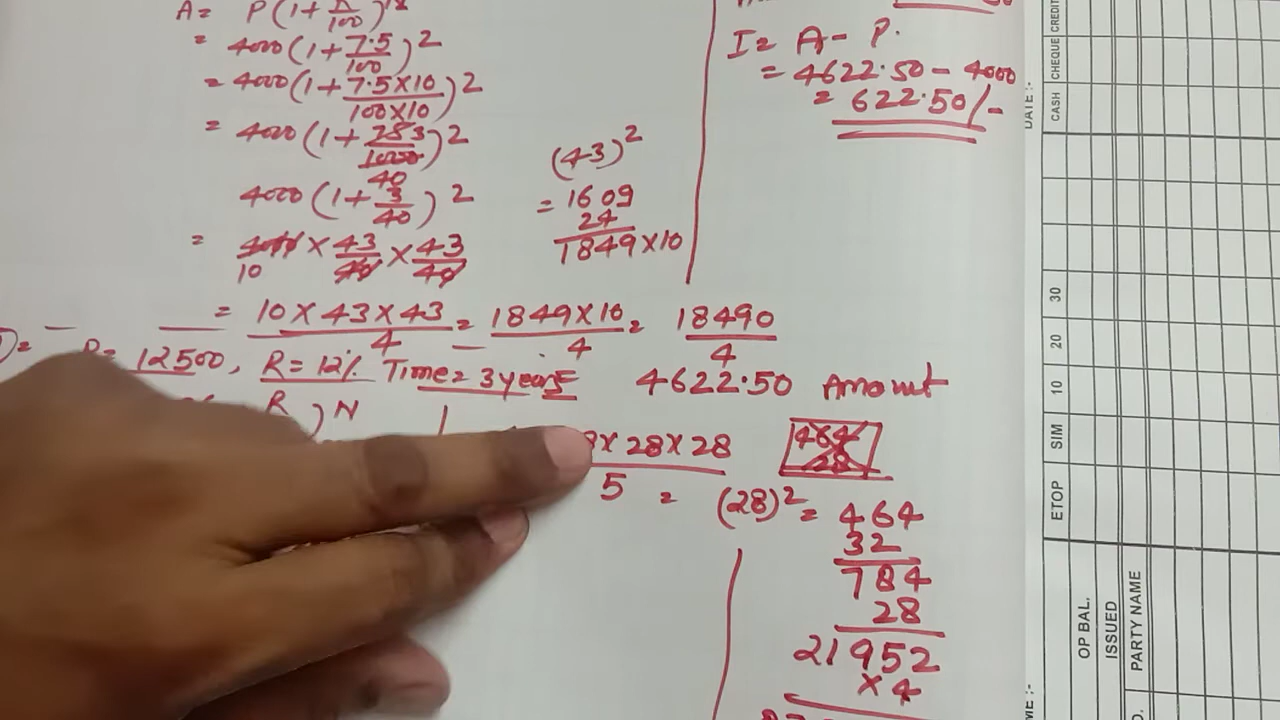 A = P(1+R/100)
= 4000(1+7.5/100)2
= 4000(1+7.5×10/100×10)2
= 4000(1+ 3/40)2
4000(1+3/40)2
= 4000 × 43/40 × 43/40
10
= 10×43×43/4 = 1849×10/4 = 18490/4
4622.50 Amount
(43)2
= 1609
24
1849×10
I = A - P.
= 4622.50 - 4000
= 622.50/-
P= 12500, R=12% Time=3years
R )N
×28×28
5 = (28)2 = 464
32
784
28
21952
×4
464
28
DATE :-
CASH CHEQUE CREDIT
30
20
10
SIM
ETOP
OP BAL.
ISSUED
PARTY NAME